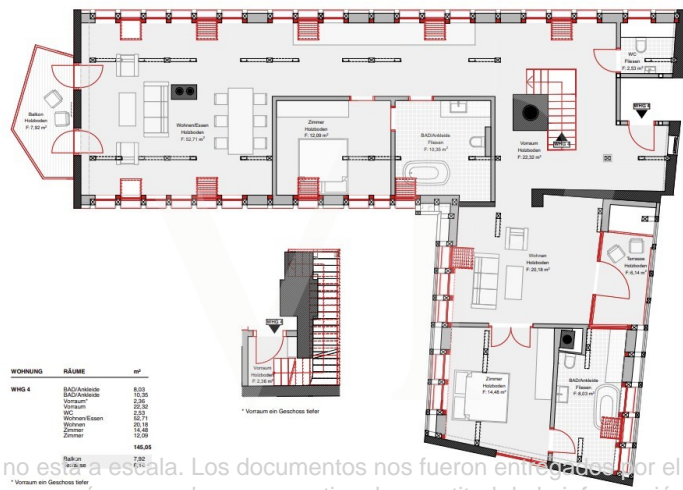 WC
Fliesen
F: 2,53 m²
Balkon
Holzboden
F: 7,92 m²
Wohnen/Essen
Holzboden
F: 52,71 m²
Zimmer
Holzboden
F: 12,09 m²
BAD/Ankleide
Fliesen
F: 10,35 m²
Vorraum
Holzboden
F: 22,32 m²
WHG 4
WHG 4
Wohnen
Holzboden
F: 20,18 m²
Terrasse
Holzboden
F: 6,14 m²
WHG 4
Vorraum
Holzboden
F: 2,36 m²
* Vorraum ein Geschoss tiefer
Zimmer
Holzboden
F: 14,48 m²
BAD/Ankleide
Fliesen
F: 8,03 m²
WOHNUNG RÄUME m²
WHG 4 BAD/Ankleide 8,03
BAD/Ankleide 10,35
Vorraum* 2,36
Vorraum 22,32
WC 2,53
Wohnen/Essen 52,71
Wohnen 20,18
Zimmer 14,48
Zimmer 12,09
145,05
Balkon 7,92
no está a escala. Los documentos nos fueron entregados por el
* Vorraum ein Geschoss tiefer